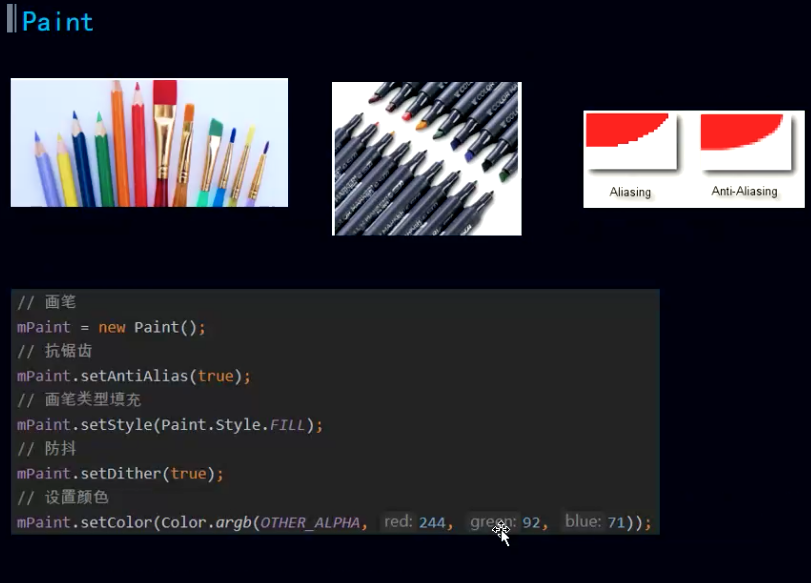 Paint
Aliasing
Anti-Aliasing
// 画笔
mPaint = new Paint();
// 抗锯齿
mPaint.setAntiAlias(true);
// 画笔类型填充
mPaint.setStyle(Paint.Style.FILL);
// 防抖
mPaint.setDither(true);
// 设置颜色
mPaint.setColor(Color.argb(OTHER_ALPHA, red: 244, green: 92, blue: 71));